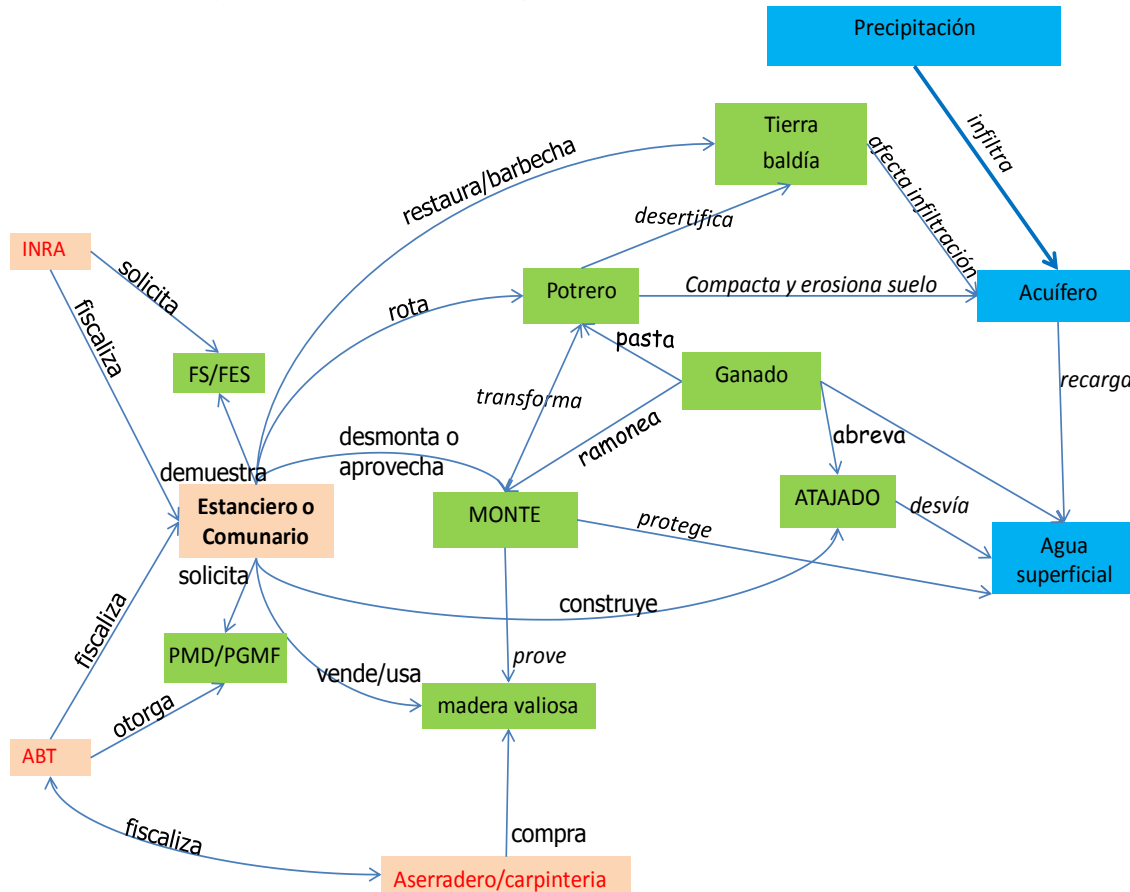 Precipitación
infiltra
Tierra
baldía
afecta infiltración
restaura/barbecha
desertifica
INRA
solicita
fiscaliza
Potrero
Compacta y erosiona suelo
Acuífero
rota
pasta
FS/FES
Ganado
recarga
transforma
ramonea
abreva
desmonta o
aprovecha
demuestra
Estanciero o
Comunario
MONTE
ATAJADO
desvía
protege
Agua
superficial
solicita
construye
fiscaliza
PMD/PGMF
vende/usa
prove
otorga
madera valiosa
ABT
fiscaliza
compra
Aserradero/carpinteria